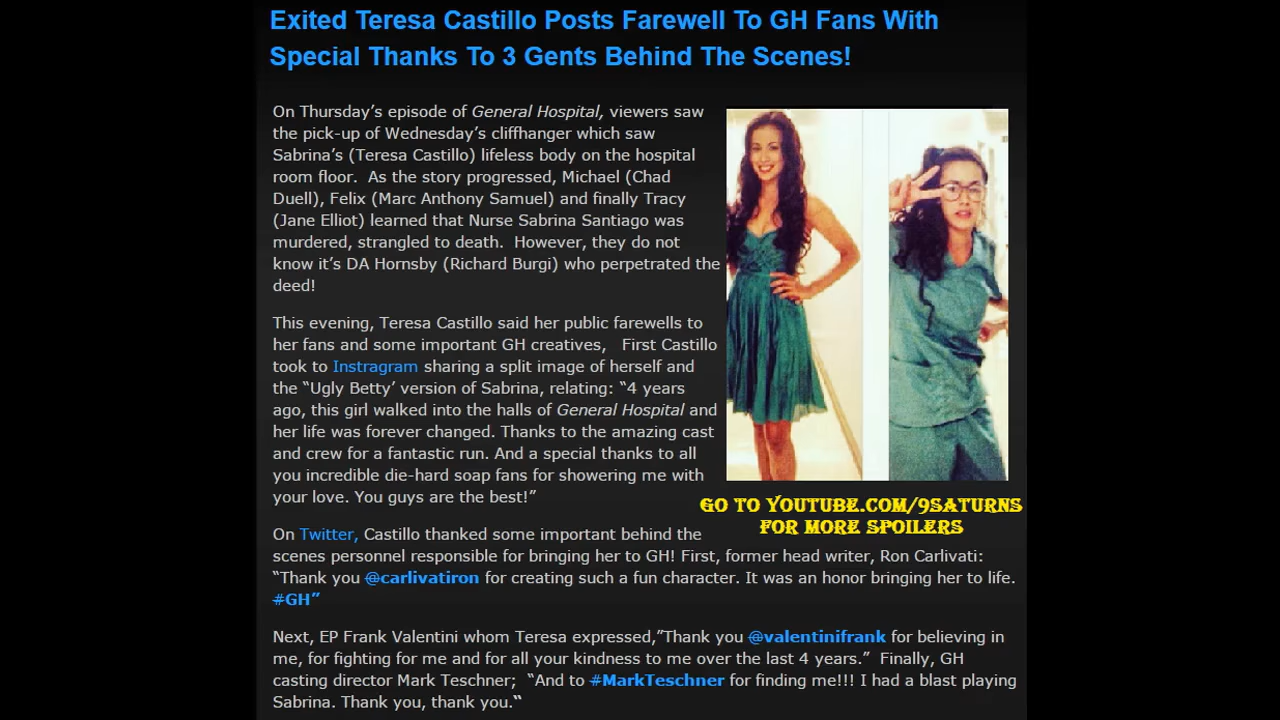 Exited Teresa Castillo Posts Farewell To GH Fans With
Special Thanks To 3 Gents Behind The Scenes!
On Thursday’s episode of General Hospital, viewers saw
the pick-up of Wednesday’s cliffhanger which saw
Sabrina’s (Teresa Castillo) lifeless body on the hospital
room floor.  As the story progressed, Michael (Chad
Duell), Felix (Marc Anthony Samuel) and finally Tracy
(Jane Elliot) learned that Nurse Sabrina Santiago was
murdered, strangled to death.  However, they do not
know it’s DA Hornsby (Richard Burgi) who perpetrated the
deed!
This evening, Teresa Castillo said her public farewells to
her fans and some important GH creatives,   First Castillo
took to Instragram sharing a split image of herself and
the “Ugly Betty’ version of Sabrina, relating: “4 years
ago, this girl walked into the halls of General Hospital and
her life was forever changed. Thanks to the amazing cast
and crew for a fantastic run. And a special thanks to all
you incredible die-hard soap fans for showering me with
your love. You guys are the best!”
GO TO YOUTUBE.COM/9SATURNS
FOR MORE SPOILERS
On Twitter, Castillo thanked some important behind the
scenes personnel responsible for bringing her to GH! First, former head writer, Ron Carlivati:
“Thank you @carlivatiron for creating such a fun character. It was an honor bringing her to life.
#GH”
Next, EP Frank Valentini whom Teresa expressed,”Thank you @valentinifrank for believing in
me, for fighting for me and for all your kindness to me over the last 4 years.”  Finally, GH
casting director Mark Teschner;  “And to #MarkTeschner for finding me!!! I had a blast playing
Sabrina. Thank you, thank you.“